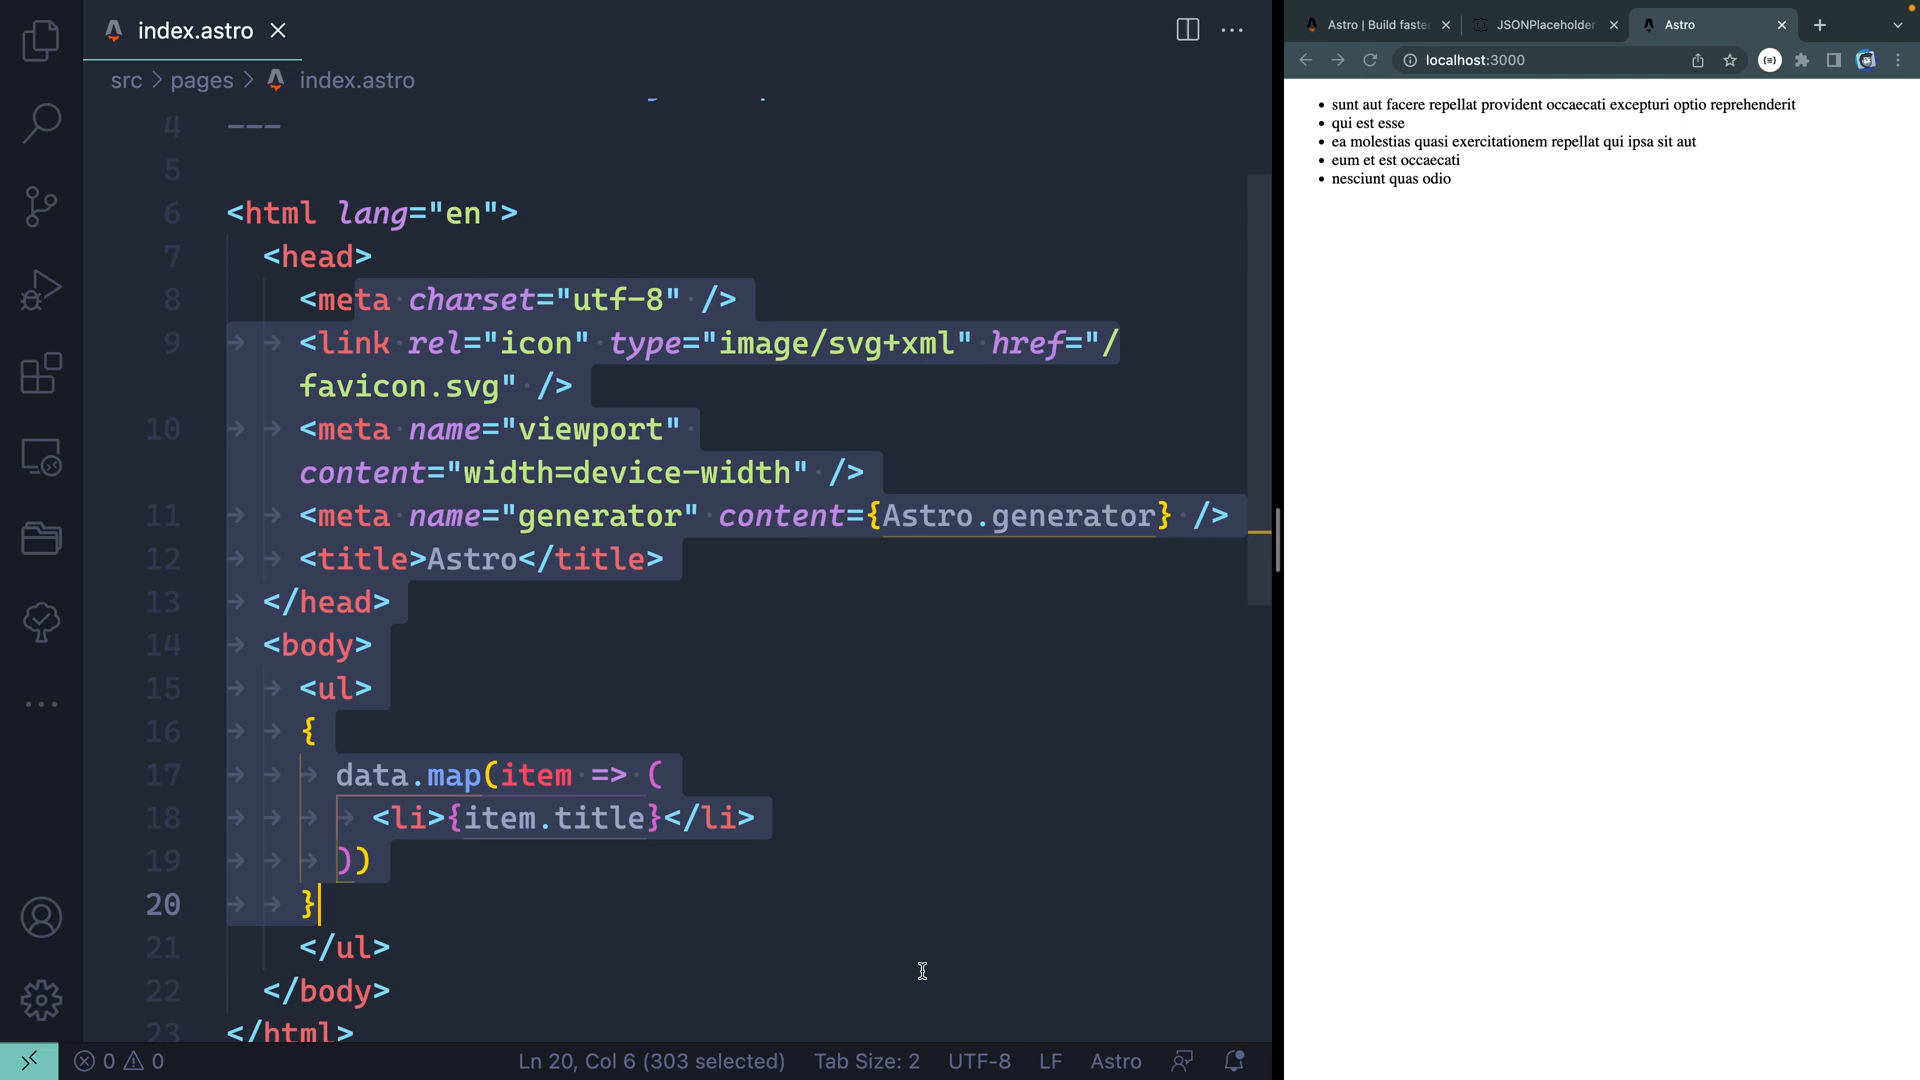 index.astro
src > pages > index.astro
4 ---
5
6 <html lang="en">
7 <head>
8 <meta charset="utf-8" />
9 <link rel="icon" type="image/svg+xml" href="/
favicon.svg" />
10 <meta name="viewport"
content="width=device-width" />
11 <meta name="generator" content={Astro.generator} />
12 <title>Astro</title>
13 </head>
14 <body>
15 <ul>
16 {
17 data.map(item => (
18 <li>{item.title}</li>
19 ))
20 }
21 </ul>
22 </body>
23 </html>
0 0
Ln 20, Col 6 (303 selected) Tab Size: 2 UTF-8 LF Astro
Astro | Build faster JSONPlaceholder Astro
localhost:3000
• sunt aut facere repellat provident occaecati excepturi optio reprehenderit
• qui est esse
• ea molestias quasi exercitationem repellat qui ipsa sit aut
• eum et est occaecati
• nesciunt quas odio